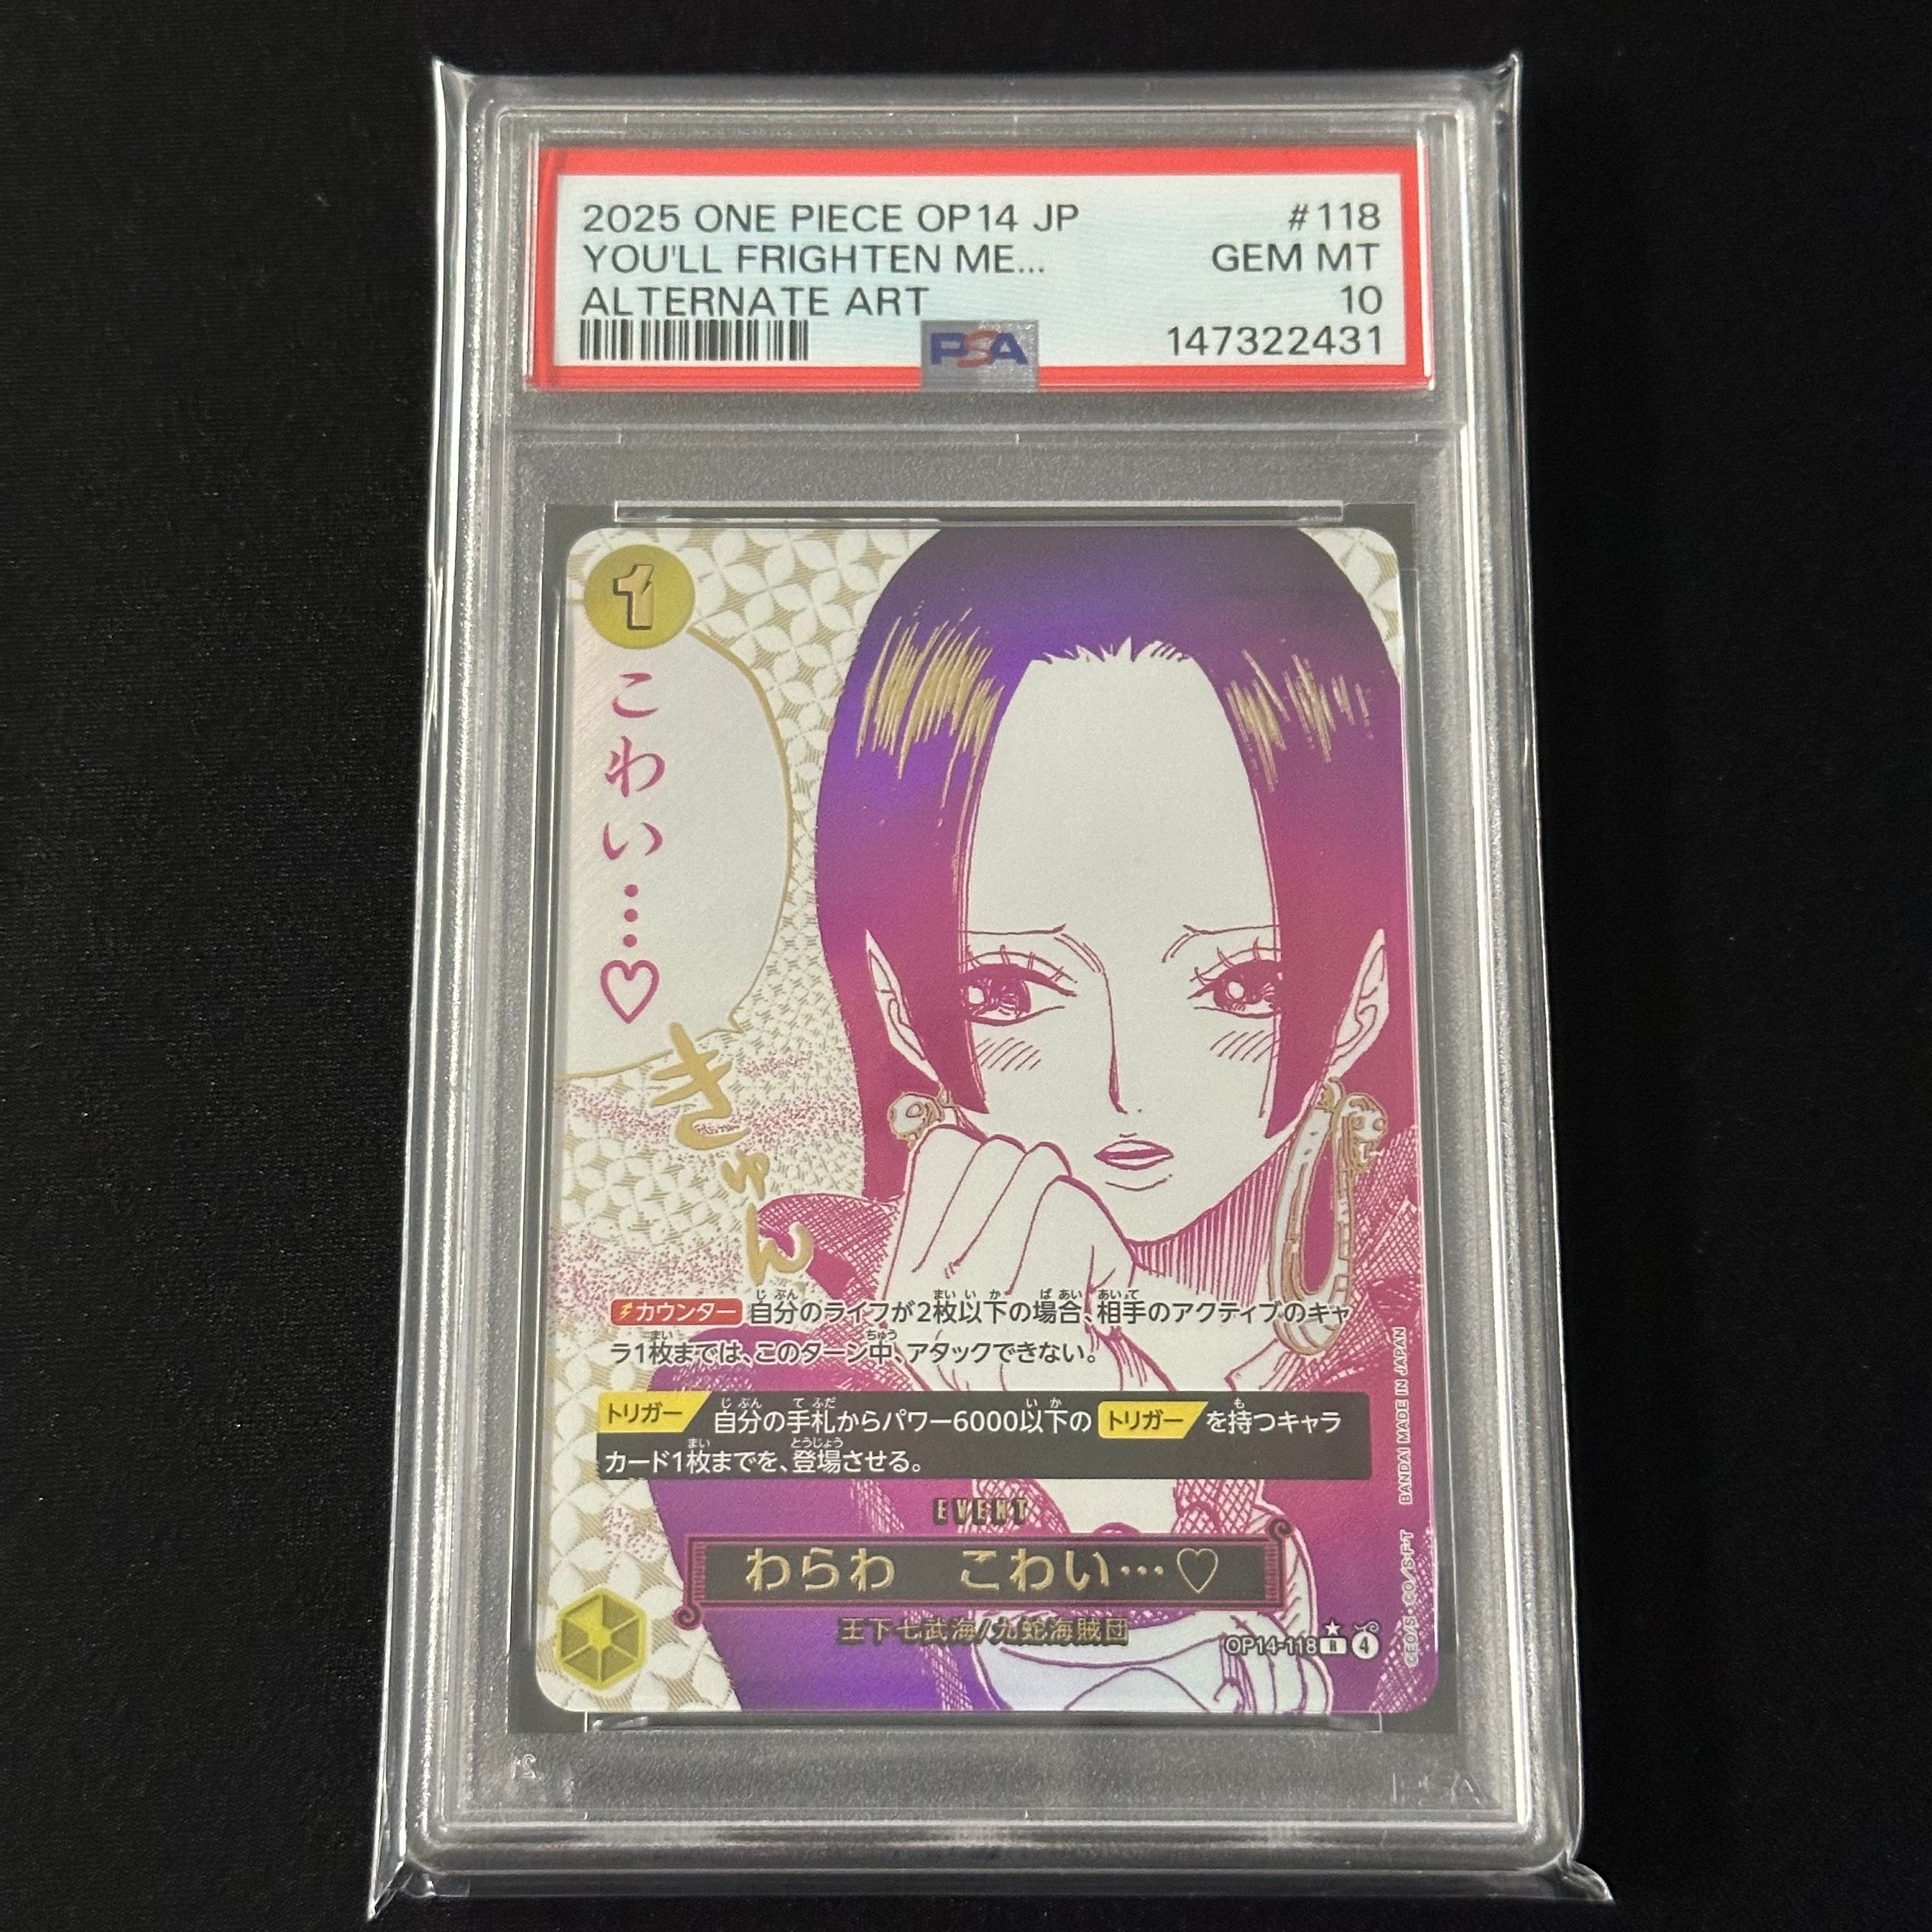 2025 ONE PIECE OP14 JP #118
YOU'LL FRIGHTEN ME... GEM MT
ALTERNATE ART 10
147322431
PSA
1
こわい…♡
きゅん
カウンター 自分のライフが2枚以下の場合、相手のアクティブのキャ
ラ1枚までは、このターン中、アタックできない。
トリガー 自分の手札からパワー6000以下の トリガー を持つキャラ
カード1枚までを、登場させる。
EVENT
わらわ こわい…♡
王下七武海/九蛇海賊団
OP14-118 R 4
©EO/S. ©O/S・F・T BANDAI MADE IN JAPAN
PSA